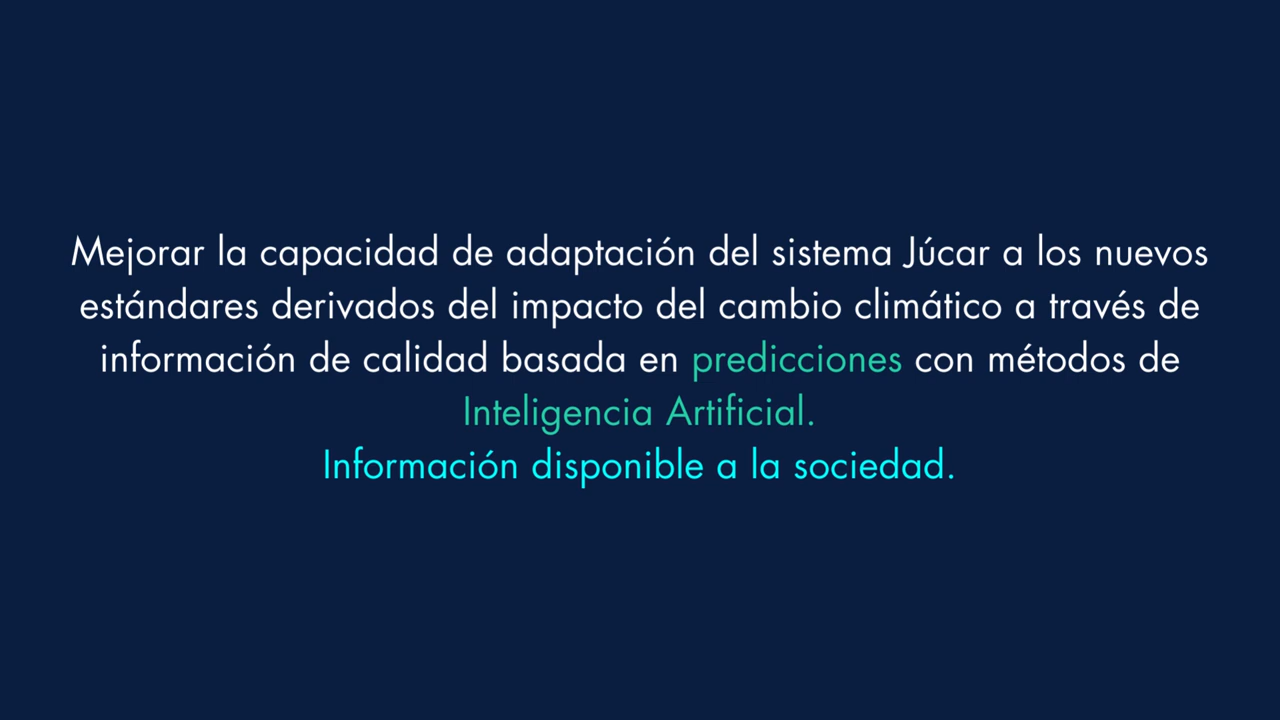 Mejorar la capacidad de adaptación del sistema Júcar a los nuevos
estándares derivados del impacto del cambio climático a través de
información de calidad basada en predicciones con métodos de
Inteligencia Artificial.
Información disponible a la sociedad.